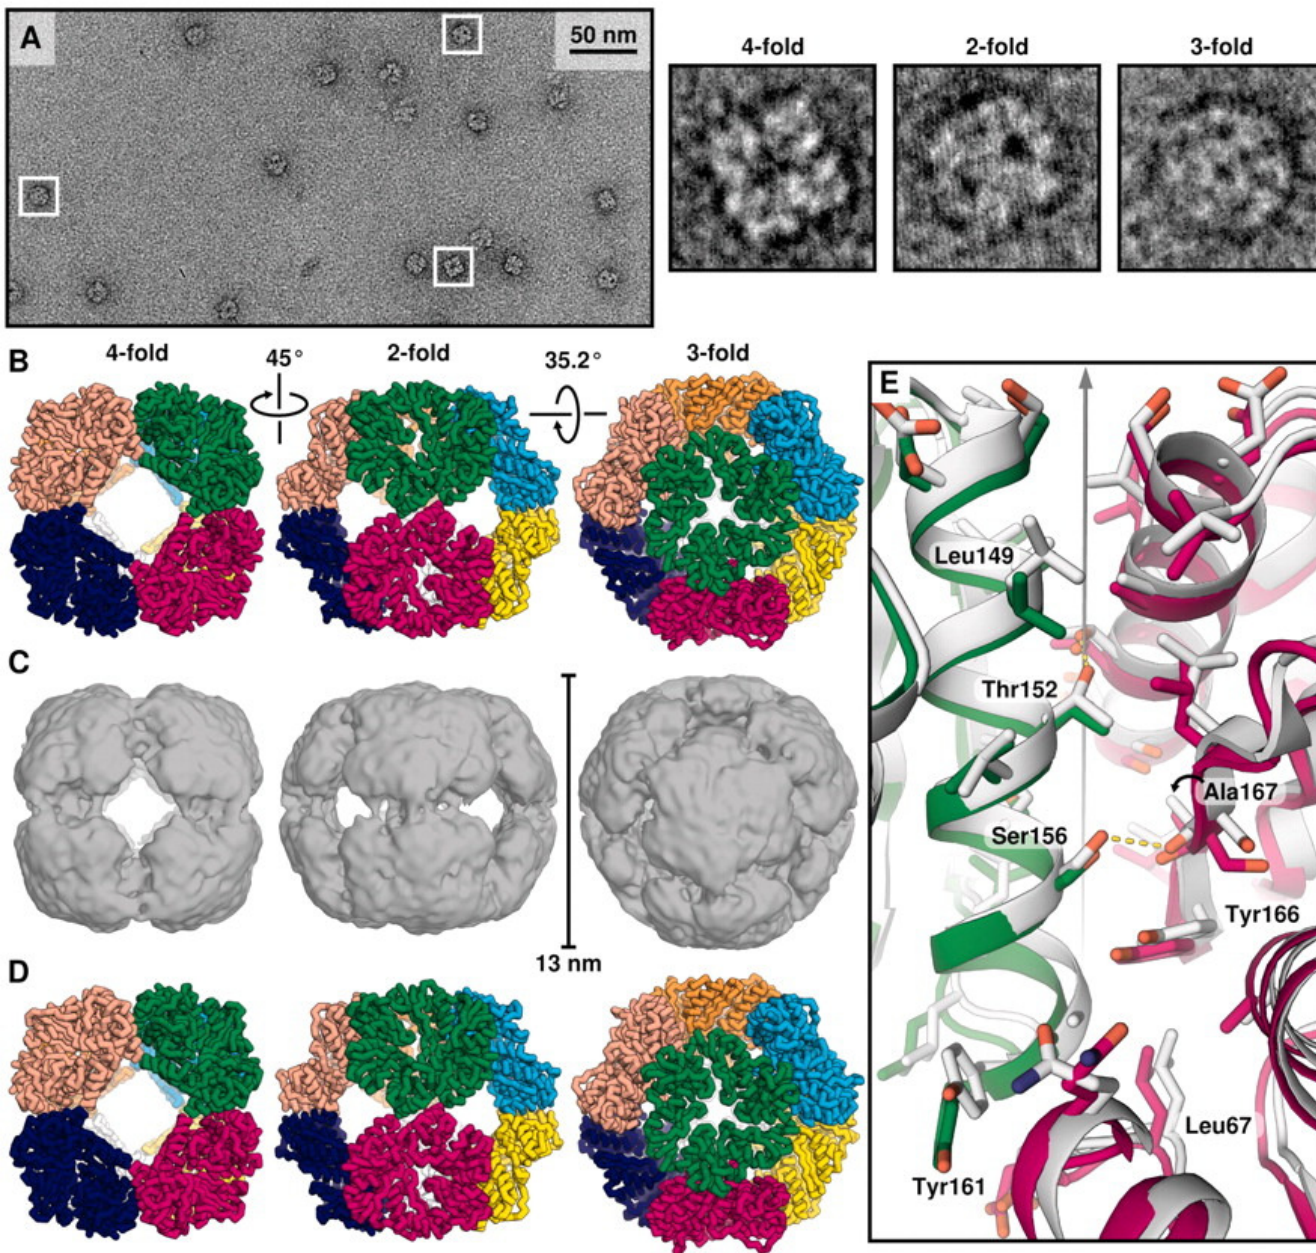 A
50 nm
4-fold
2-fold
3-fold
B
4-fold
45°
2-fold
35.2°
3-fold
C
13 nm
D
E
Leu149
Thr152
Ala167
Ser156
Tyr166
Leu67
Tyr161